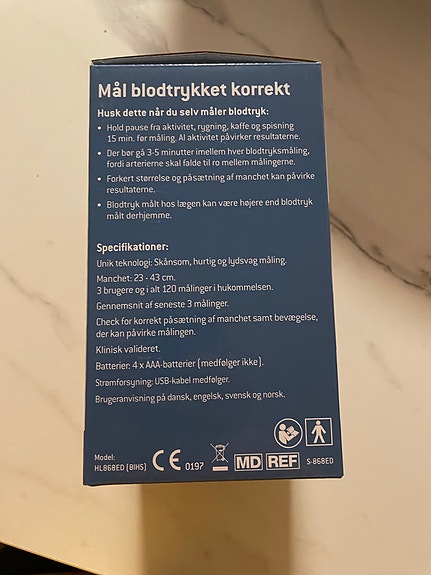 Mål blodtrykket korrekt
Husk dette når du selv måler blodtryk:
• Hold pause fra aktivitet, rygning, kaffe og spisning
15 min. før måling. Al aktivitet påvirker resultaterne.
• Der bør gå 3-5 minutter imellem hver blodtryksmåling,
fordi arterierne skal falde til ro mellem målingerne.
• Forkert størrelse og påsætning af manchet kan påvirke
resultaterne.
• Blodtryk målt hos lægen kan være højere end blodtryk
målt derhjemme.
Specifikationer:
Unik teknologi: Skånsom, hurtig og lydsvag måling.
Manchet: 23 - 43 cm.
3 brugere og i alt 120 målinger i hukommelsen.
Gennemsnit af seneste 3 målinger.
Check for korrekt påsætning af manchet samt bevægelse,
der kan påvirke målingen.
Klinisk valideret.
Batterier: 4 x AAA-batterier (medfølger ikke).
Strømforsyning: USB-kabel medfølger.
Brugeranvisning på dansk, engelsk, svensk og norsk.
Model:
HL868ED (BIHS) CE 0197 MD REF S-868ED